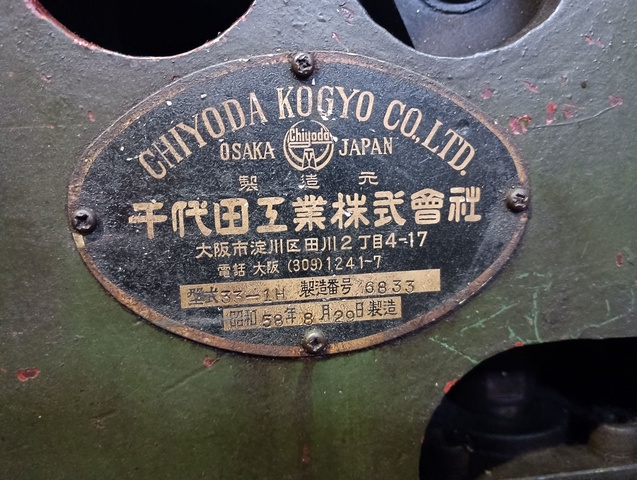 CHIYODA KOGYO CO., LTD.
OSAKA Chiyoda JAPAN
製造元
千代田工業株式會社
大阪市淀川区田川2丁目4-17
電話 大阪 (309) 1241~7
型式 33-1H 製造番号 6833
昭和 58年 8月 29日 製造